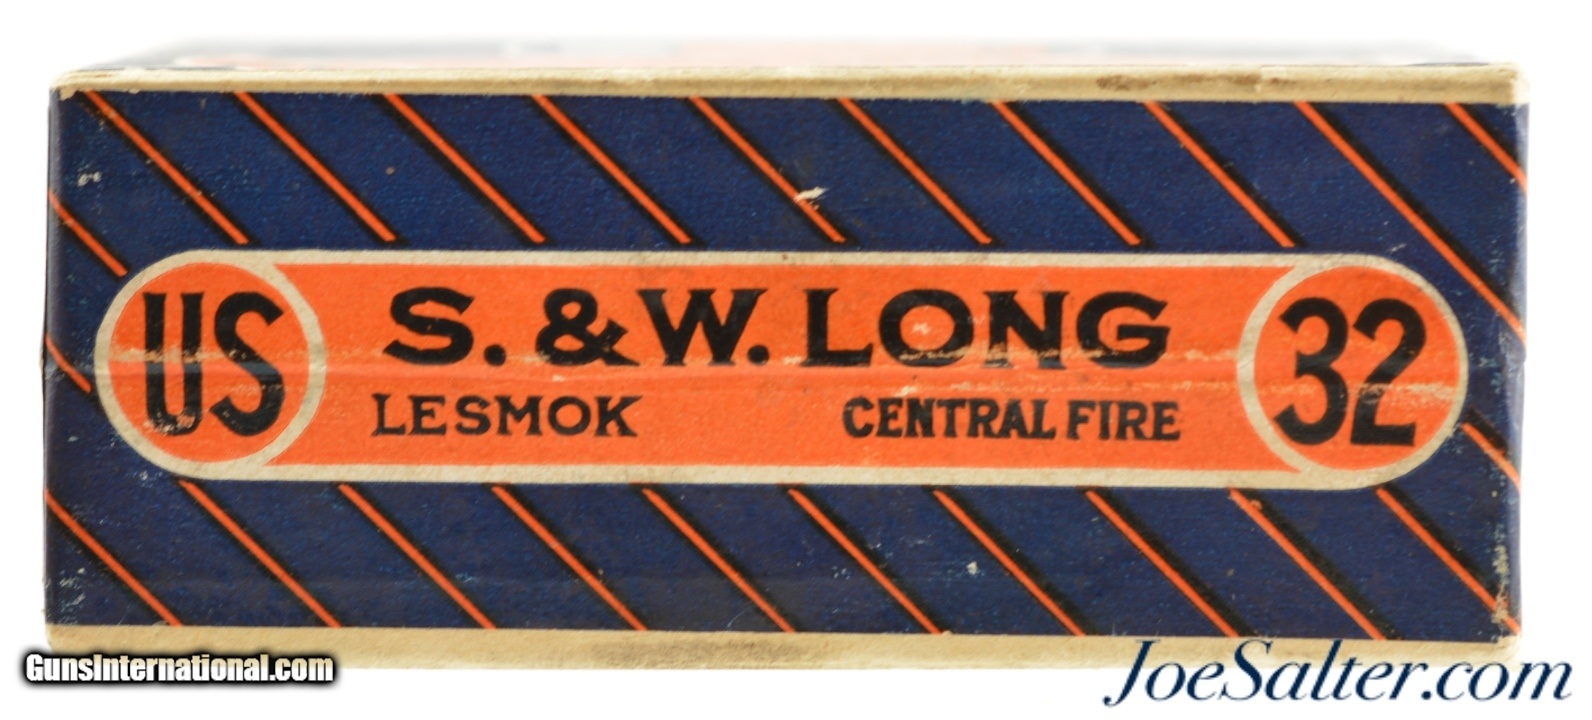 US S. & W. LONG 32
LESMOK CENTRAL FIRE
GunsInternational.com
JoeSalter.com